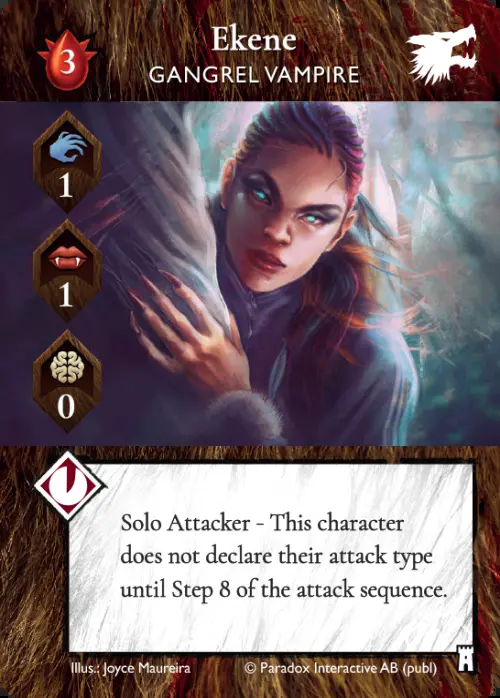 Ekene
3
GANGREL VAMPIRE
1
1
0
Solo Attacker - This character
does not declare their attack type
until Step 8 of the attack sequence.
Illus.: Joyce Maureira © Paradox Interactive AB (publ)